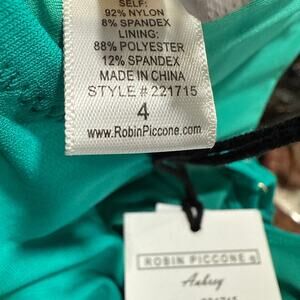 SELF:
92% NYLON
8% SPANDEX
LINING:
88% POLYESTER
12% SPANDEX
MADE IN CHINA
STYLE # 221715
4
www.RobinPiccone.com
ROBIN PICCONE
Aubrey
221715